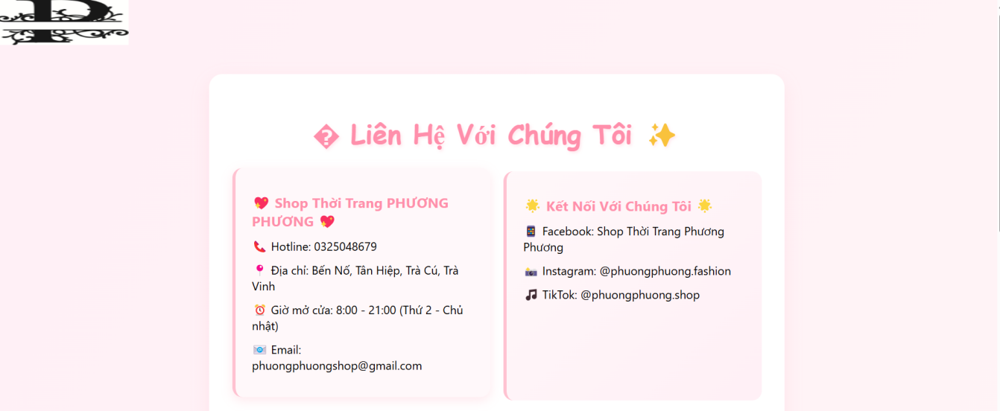 � Liên Hệ Với Chúng Tôi ✨
💖 Shop Thời Trang PHƯƠNG
PHƯƠNG 💖
📞 Hotline: 0325048679
📍 Địa chỉ: Bến Nố, Tân Hiệp, Trà Cú, Trà
Vinh
⏰ Giờ mở cửa: 8:00 - 21:00 (Thứ 2 - Chủ
nhật)
📧 Email:
phuongphuongshop@gmail.com
🌟 Kết Nối Với Chúng Tôi 🌟
📱 Facebook: Shop Thời Trang Phương
Phương
📸 Instagram: @phuongphuong.fashion
🎵 TikTok: @phuongphuong.shop